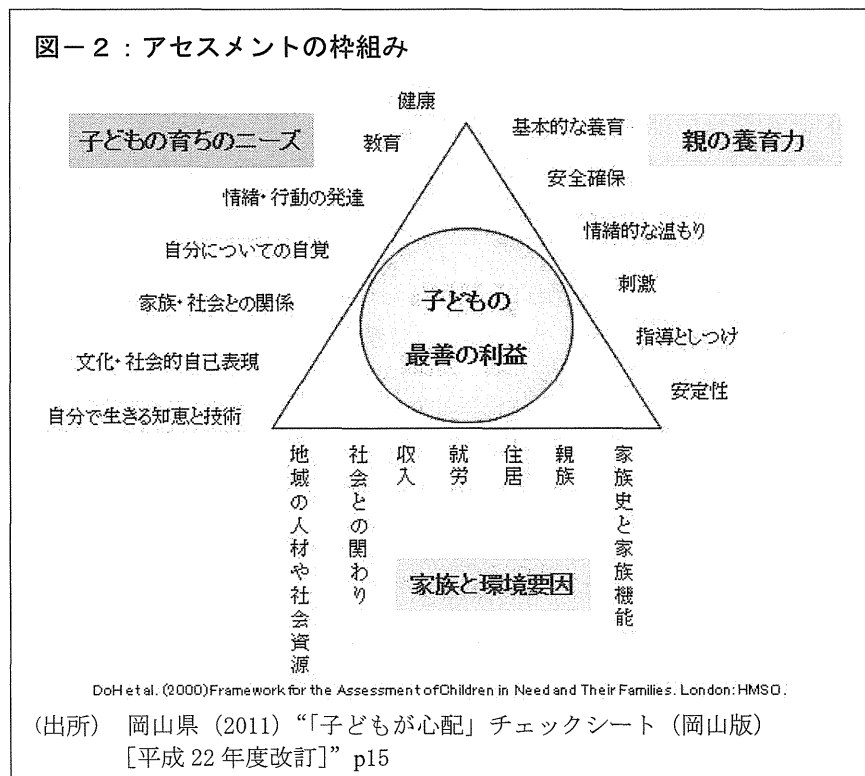 図－２：アセスメントの枠組み
子どもの育ちのニーズ
健康
教育
情緒・行動の発達
自分についての自覚
家族・社会との関係
文化・社会的自己表現
自分で生きる知恵と技術
親の養育力
基本的な養育
安全確保
情緒的な温もり
刺激
指導としつけ
安定性
子どもの
最善の利益
地域の人材や社会資源
社会との関わり
収入
就労
住居
親族
家族史と家族機能
家族と環境要因
DoH et al. (2000) Framework for the Assessment of Children in Need and Their Families. London: HMSO.
(出所) 岡山県（2011）“「子どもが心配」チェックシート（岡山版）
［平成 22 年度改訂］” p15